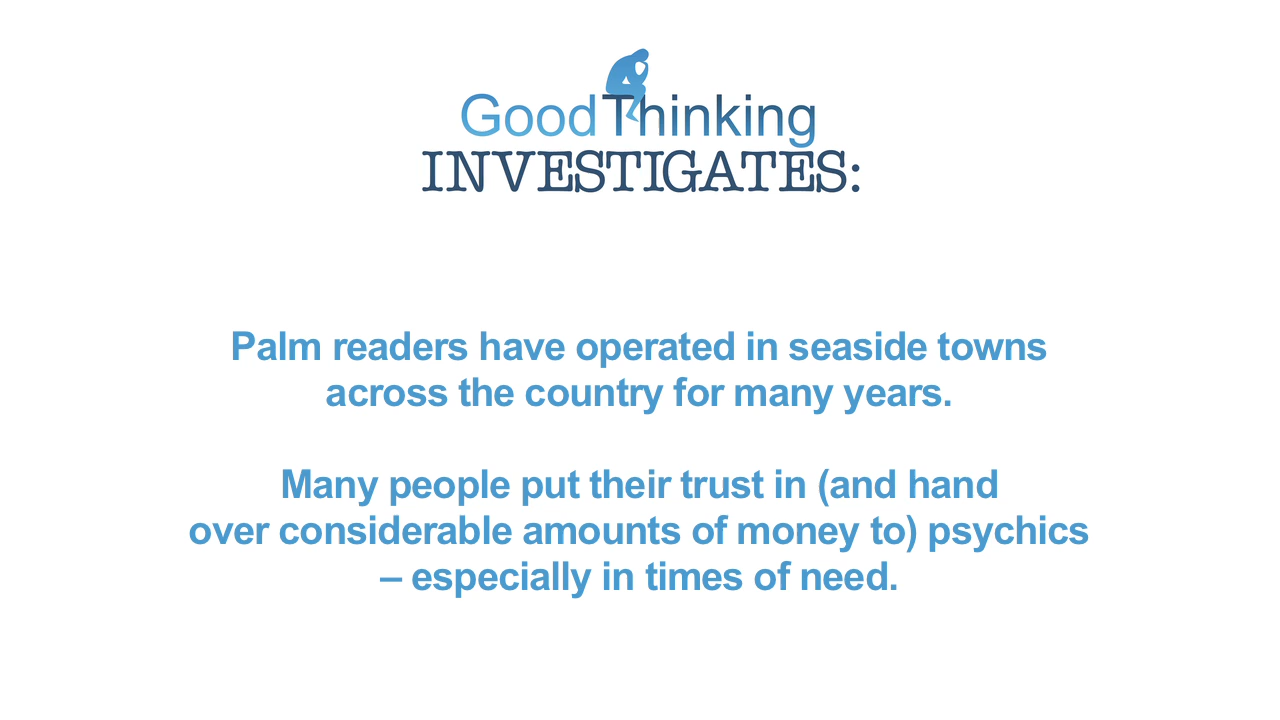 GoodThinking
INVESTIGATES:
Palm readers have operated in seaside towns
across the country for many years.
Many people put their trust in (and hand
over considerable amounts of money to) psychics
– especially in times of need.